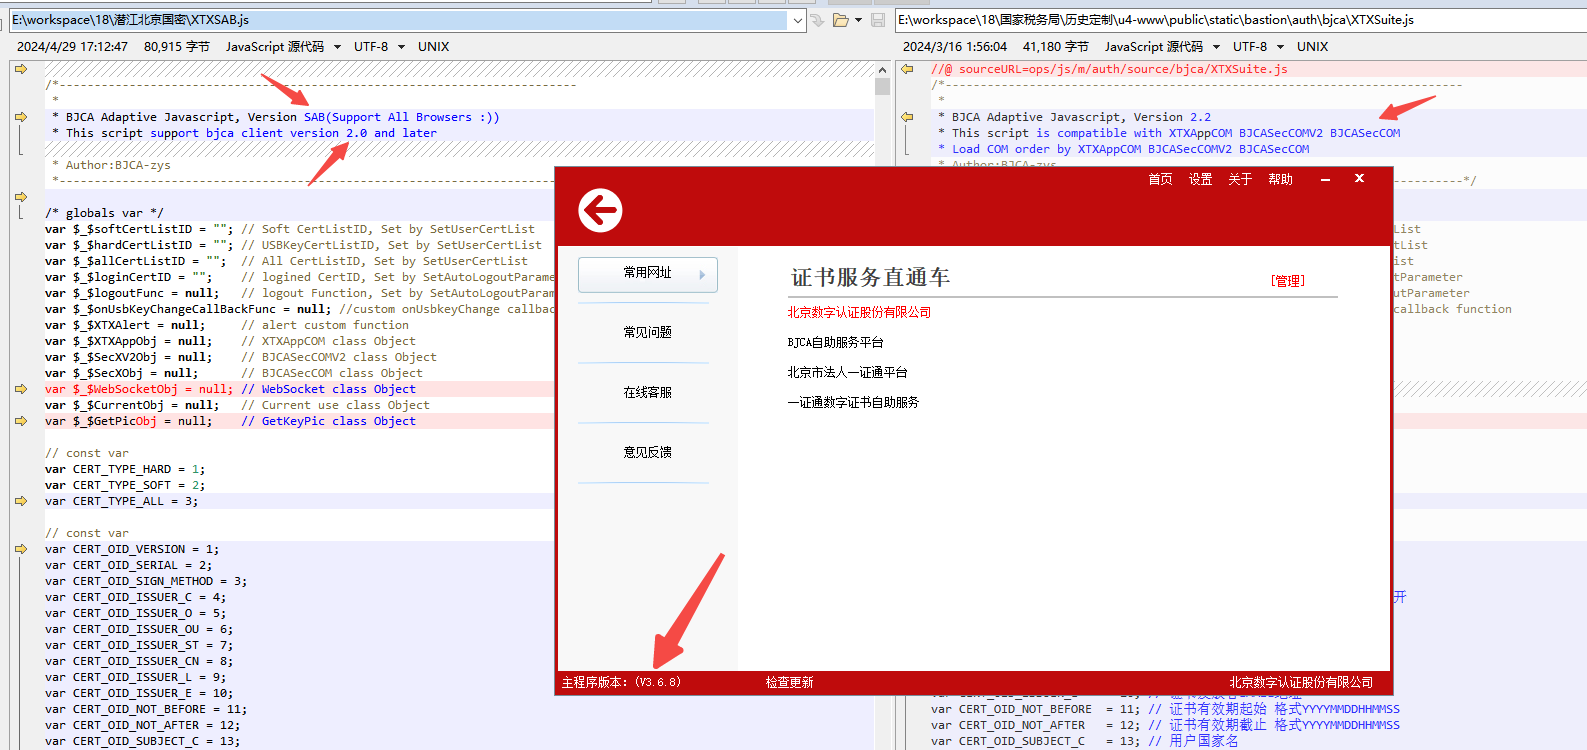 E:\workspace\18\潜江北京国密\XTXSAB.js
2024/4/29 17:12:47 80,915 字节 JavaScript 源代码 UTF-8 UNIX
/*---------------------------------------------------------------------------
*
* BJCA Adaptive Javascript, Version SAB(Support All Browsers :))
* This script support bjca client version 2.0 and later
* Author:BJCA-zys
*---------------------------------------------------------------------------
/* globals var */
var $_$softCertListID = ""; // Soft CertListID, Set by SetUserCertList
var $_$hardCertListID = ""; // USBKeyCertListID, Set by SetUserCertList
var $_$allCertListID = "";  // All CertListID, Set by SetUserCertList
var $_$loginCertID = "";    // logined CertID, Set by SetAutoLogoutParame
var $_$logoutFunc = null;   // logout Function, Set by SetAutoLogoutParam
var $_$onUsbKeyChangeCallBackFunc = null; //custom onUsbkeyChange callbac
var $_$XTXAlert = null;     // alert custom function
var $_$XTXAppObj = null;    // XTXAppCOM class Object
var $_$SecXV2Obj = null;    // BJCASecCOMV2 class Object
var $_$SecXObj = null;      // BJCASecCOM class Object
var $_$WebSocketObj = null; // WebSocket class Object
var $_$CurrentObj = null;   // Current use class Object
var $_$GetPicObj = null;    // GetKeyPic class Object
// const var
var CERT_TYPE_HARD = 1;
var CERT_TYPE_SOFT = 2;
var CERT_TYPE_ALL = 3;
// const var
var CERT_OID_VERSION = 1;
var CERT_OID_SERIAL = 2;
var CERT_OID_SIGN_METHOD = 3;
var CERT_OID_ISSUER_C = 4;
var CERT_OID_ISSUER_O = 5;
var CERT_OID_ISSUER_OU = 6;
var CERT_OID_ISSUER_ST = 7;
var CERT_OID_ISSUER_CN = 8;
var CERT_OID_ISSUER_L = 9;
var CERT_OID_ISSUER_E = 10;
var CERT_OID_NOT_BEFORE = 11;
var CERT_OID_NOT_AFTER = 12;
var CERT_OID_SUBJECT_C = 13;
E:\workspace\18\国家税务局\历史定制\u4-www\public\static\bastion\auth\bjca\XTXSuite.js
2024/3/16 1:56:04 41,180 字节 JavaScript 源代码 UTF-8 UNIX
//@ sourceURL=ops/js/m/auth/source/bjca/XTXSuite.js
/*---------------------------------------------------------------------------
*
* BJCA Adaptive Javascript, Version 2.2
* This script is compatible with XTXAppCOM BJCASecCOMV2 BJCASecCOM
* Load COM order by XTXAppCOM BJCASecCOMV2 BJCASecCOM
* Author:BJCA-zys
-----------*/
List
tList
ist
tParameter
outParameter
callback function
开
var CERT_OID_NOT_BEFORE  = 11; // 证书有效期起始 格式YYYYMMDDHHMMSS
var CERT_OID_NOT_AFTER   = 12; // 证书有效期截止 格式YYYYMMDDHHMMSS
var CERT_OID_SUBJECT_C   = 13; // 用户国家名
首页 设置 关于 帮助
常用网址
常见问题
在线客服
意见反馈
证书服务直通车
[管理]
北京数字认证股份有限公司
BJCA自助服务平台
北京市法人一证通平台
一证通数字证书自助服务
主程序版本：(V3.6.8) 检查更新 北京数字认证股份有限公司